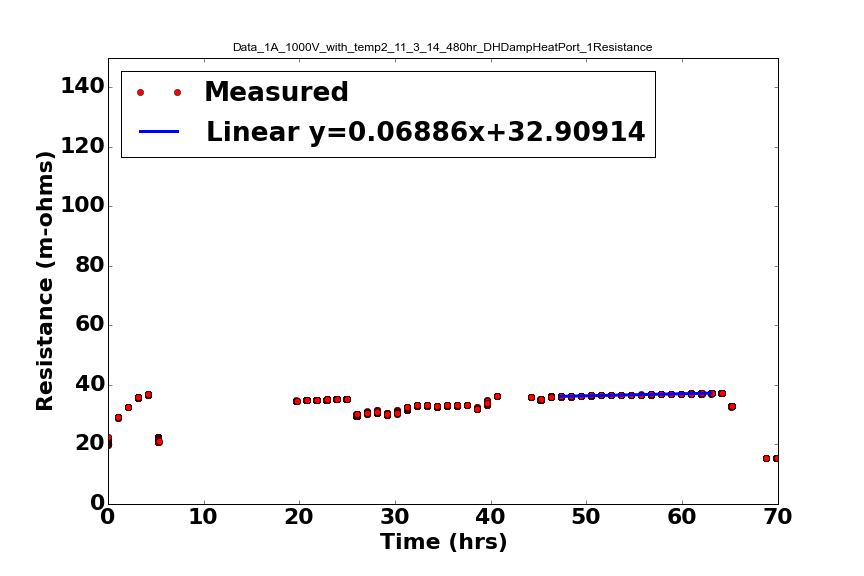 Data_1A_1000V_with_temp2_11_3_14_480hr_DHDampHeatPort_1Resistance
Measured
Linear y=0.06886x+32.90914
Resistance (m-ohms)
140
120
100
80
60
40
20
0
0 10 20 30 40 50 60 70
Time (hrs)